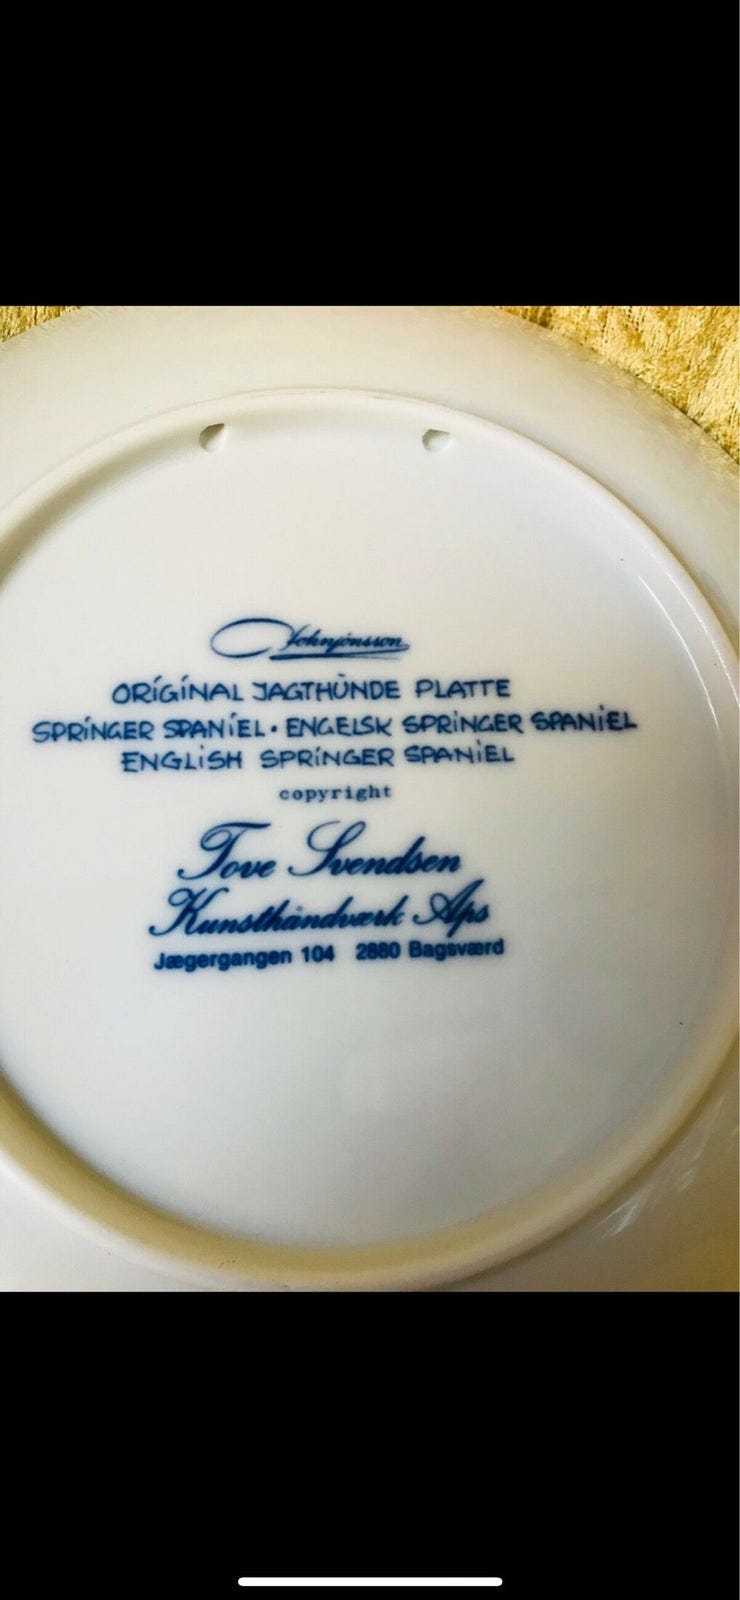 Johnjönsson
ORIGINAL JAGTHÙNDE PLATTE
SPRINGER SPANIEL · ENGELSK SPRINGER SPANIEL
ENGLISH SPRINGER SPANIEL
copyright
Tove Svendsen
Kunsthåndværk Aps
Jægergangen 104 2880 Bagsværd